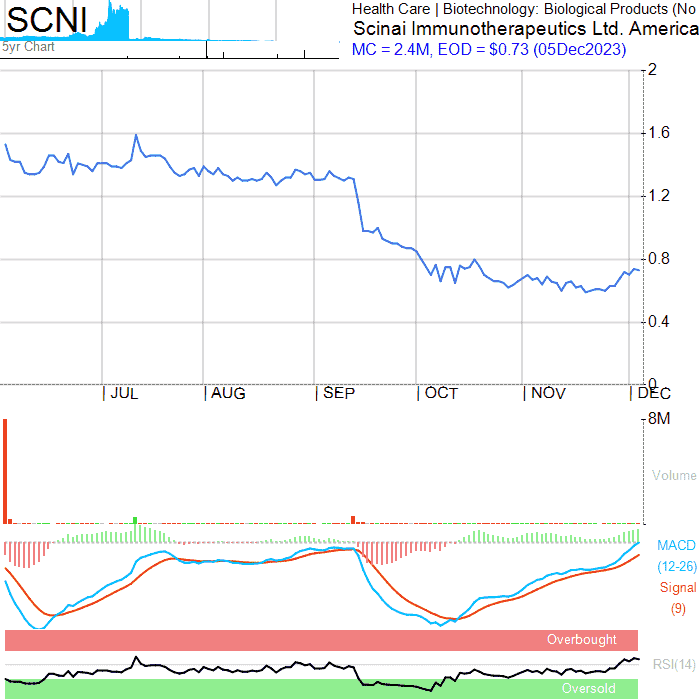 SCNI
5yr Chart
Health Care | Biotechnology: Biological Products (No
Scinai Immunotherapeutics Ltd. America
MC = 2.4M, EOD = $0.73 (05Dec2023)
2
1.6
1.2
0.8
0.4
0
| JUL | AUG | SEP | OCT | NOV | DEC
8M
Volume
MACD
(12-26)
Signal
(9)
Overbought
RSI(14)
Oversold